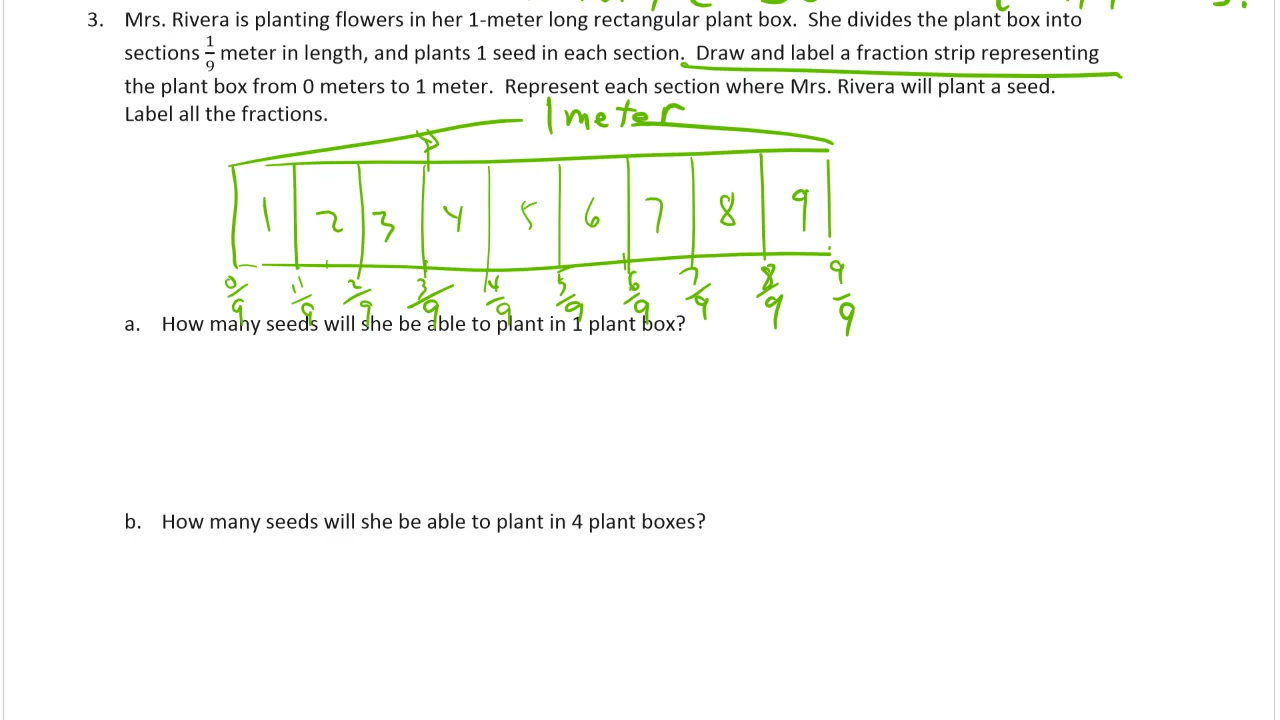 3. Mrs. Rivera is planting flowers in her 1-meter long rectangular plant box. She divides the plant box into
sections 1/9 meter in length, and plants 1 seed in each section. Draw and label a fraction strip representing
the plant box from 0 meters to 1 meter. Represent each section where Mrs. Rivera will plant a seed.
Label all the fractions.
1 meter
1 2 3 4 5 6 7 8 9
0/9 1/9 2/9 3/9 4/9 5/9 6/9 7/9 8/9 9/9
a. How many seeds will she be able to plant in 1 plant box?
b. How many seeds will she be able to plant in 4 plant boxes?